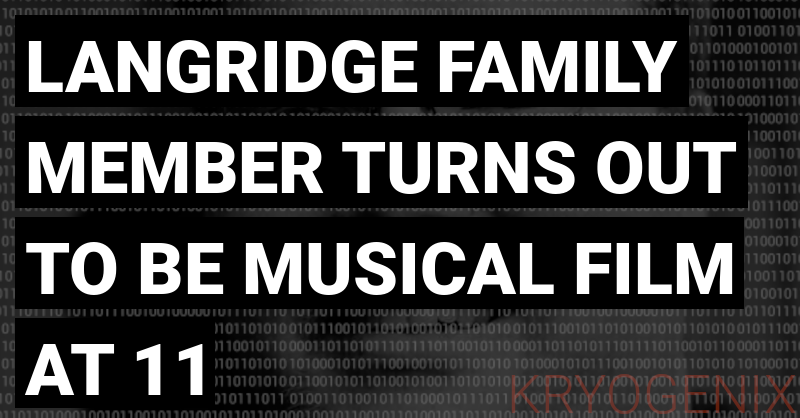 LANGRIDGE FAMILY
MEMBER TURNS OUT
TO BE MUSICAL FILM
AT 11
KRYOGENIX